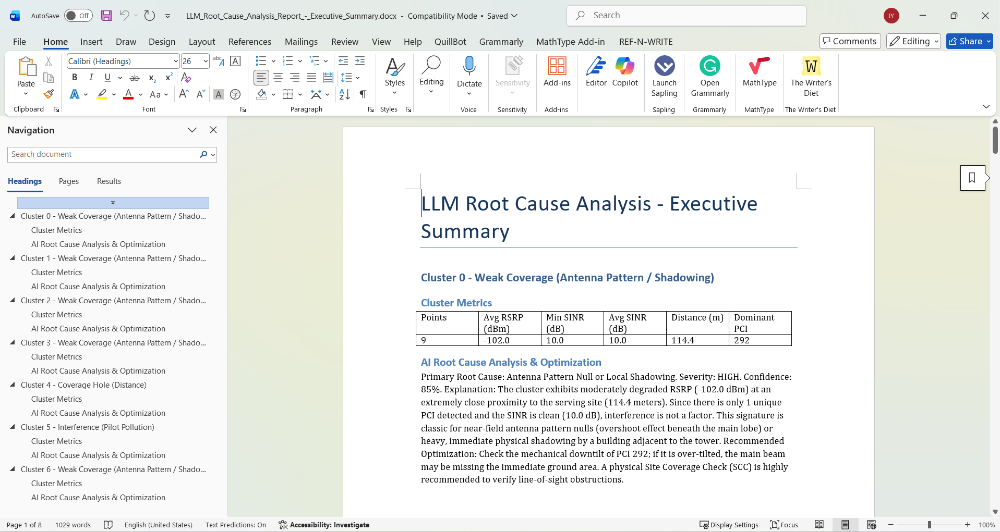 AutoSave Off LLM_Root_Cause_Analysis_Report_-_Executive_Summary.docx - Compatibility Mode • Saved Search JY
File Home Insert Draw Design Layout References Mailings Review View Help QuillBot Grammarly MathType Add-in REF-N-WRITE Comments Editing Share
Calibri (Headings) 26
Paste Styles Editing Dictate Sensitivity Add-ins Editor Copilot Launch Sapling Open Grammarly MathType The Writer's Diet
Clipboard Font Paragraph Styles Voice Sensitivity Add-ins Sapling Grammarly MathType The Writer's Diet
Navigation
Search document
Headings Pages Results
Cluster 0 - Weak Coverage (Antenna Pattern / Shado...
Cluster Metrics
AI Root Cause Analysis & Optimization
Cluster 1 - Weak Coverage (Antenna Pattern / Shado...
Cluster Metrics
AI Root Cause Analysis & Optimization
Cluster 2 - Weak Coverage (Antenna Pattern / Shado...
Cluster Metrics
AI Root Cause Analysis & Optimization
Cluster 3 - Weak Coverage (Antenna Pattern / Shado...
Cluster Metrics
AI Root Cause Analysis & Optimization
Cluster 4 - Coverage Hole (Distance)
Cluster Metrics
AI Root Cause Analysis & Optimization
Cluster 5 - Interference (Pilot Pollution)
Cluster Metrics
AI Root Cause Analysis & Optimization
Cluster 6 - Weak Coverage (Antenna Pattern / Shado...
Cluster Metrics
AI Root Cause Analysis & Optimization
LLM Root Cause Analysis - Executive
Summary
Cluster 0 - Weak Coverage (Antenna Pattern / Shadowing)
Cluster Metrics
Points Avg RSRP (dBm) Min SINR (dB) Avg SINR (dB) Distance (m) Dominant PCI
9 -102.0 10.0 10.0 114.4 292
AI Root Cause Analysis & Optimization
Primary Root Cause: Antenna Pattern Null or Local Shadowing. Severity: HIGH. Confidence:
85%. Explanation: The cluster exhibits moderately degraded RSRP (-102.0 dBm) at an
extremely close proximity to the serving site (114.4 meters). Since there is only 1 unique
PCI detected and the SINR is clean (10.0 dB), interference is not a factor. This signature is
classic for near-field antenna pattern nulls (overshoot effect beneath the main lobe) or
heavy, immediate physical shadowing by a building adjacent to the tower. Recommended
Optimization: Check the mechanical downtilt of PCI 292; if it is over-tilted, the main beam
may be missing the immediate ground area. A physical Site Coverage Check (SCC) is highly
recommended to verify line-of-sight obstructions.
Page 1 of 8 1029 words English (United States) Text Predictions: On Accessibility: Investigate Display Settings Focus 100%